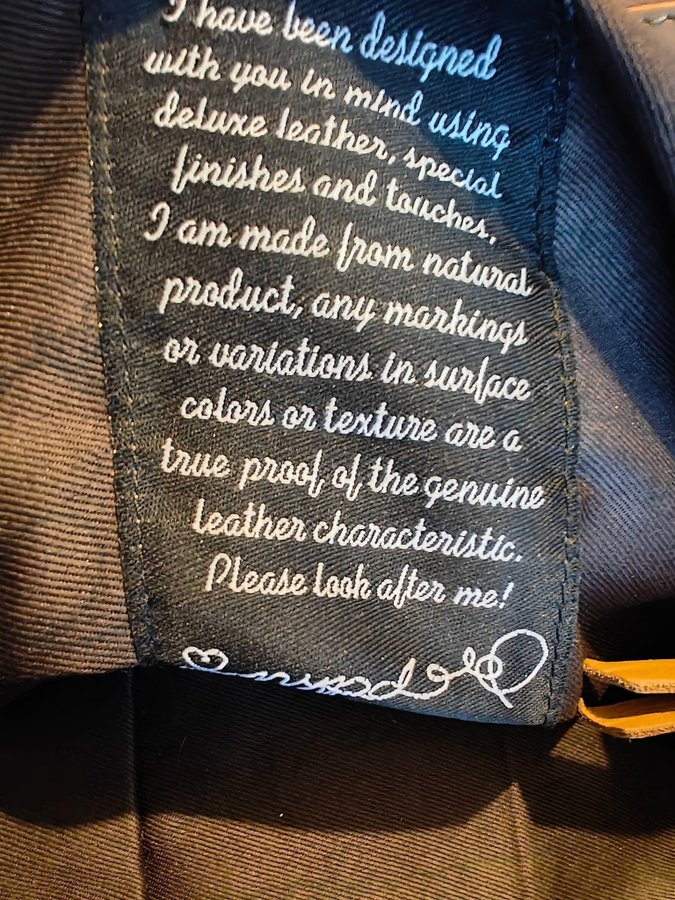 I have been designed
with you in mind using
deluxe leather, special
finishes and touches,
I am made from natural
product, any markings
or variations in surface
colors or texture are a
true proof of the genuine
leather characteristic.
Please look after me!